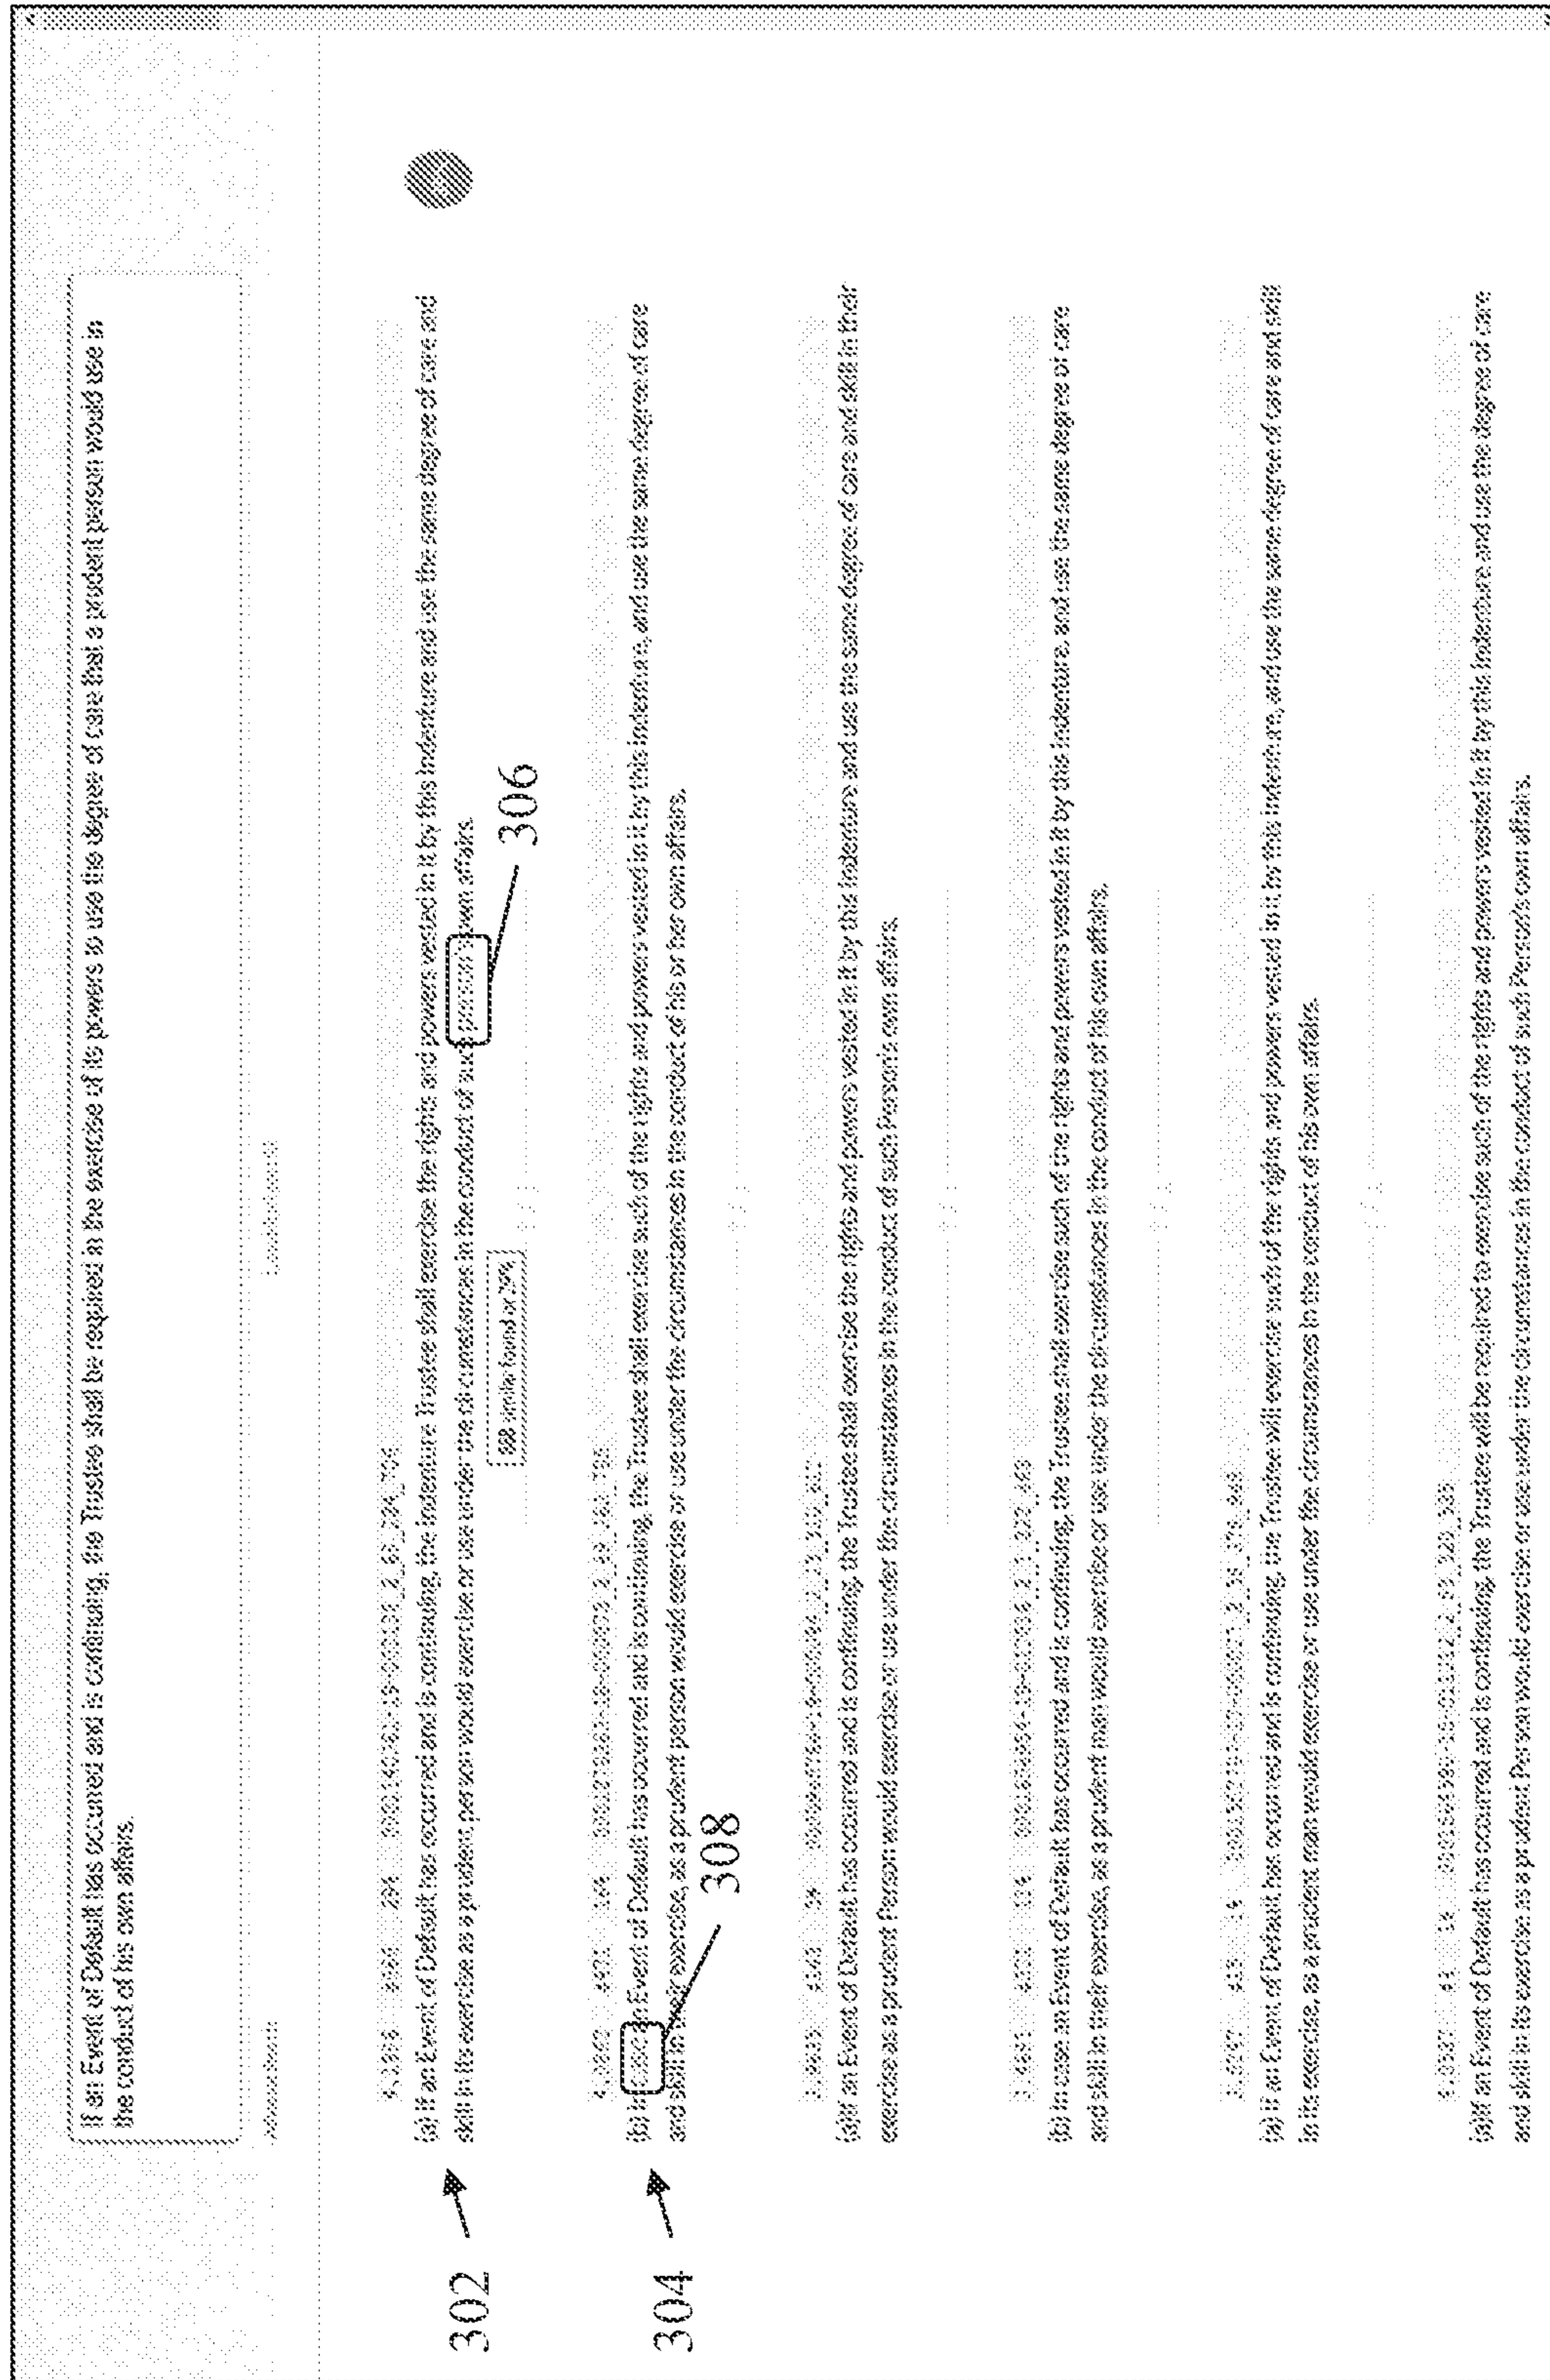 If an Event of Default has occurred and is continuing, the Trustee shall be required in the exercise of its powers to use the degree of care that a prudent person would use in
the conduct of his own affairs.
(a) If an Event of Default has occurred and is continuing, the Indenture Trustee shall exercise the rights and powers vested in it by this Indenture and use the same degree of care and
302
skill in its exercise as a prudent person would exercise or use under the circumstances in the conduct of such person's own affairs.
similar found or
306
(b) In case an Event of Default has occurred and is continuing, the Trustee shall exercise such of the rights and powers vested in it by this Indenture, and use the same degree of care
304
and skill in their exercise, as a prudent person would exercise or use under the circumstances in the conduct of his or her own affairs.
308
(a)If an Event of Default has occurred and is continuing, the Trustee shall exercise the rights and powers vested in it by this Indenture and use the same degree of care and skill in their
exercise as a prudent Person would exercise or use under the circumstances in the conduct of such Person's own affairs.
(b) In case an Event of Default has occurred and is continuing, the Trustee shall exercise such of the rights and powers vested in it by this Indenture, and use the same degree of care
and skill in their exercise, as a prudent man would exercise or use under the circumstances in the conduct of his own affairs.
(a) If an Event of Default has occurred and is continuing, the Trustee will exercise such of the rights and powers vested in it by this Indenture, and use the same degree of care and skill
in its exercise, as a prudent man would exercise or use under the circumstances in the conduct of his own affairs.
(a)If an Event of Default has occurred and is continuing, the Trustee will be required to exercise such of the rights and powers vested in it by this Indenture and use the degree of care
and skill in its exercise as a prudent Person would exercise or use under the circumstances in the conduct of such Person's own affairs.